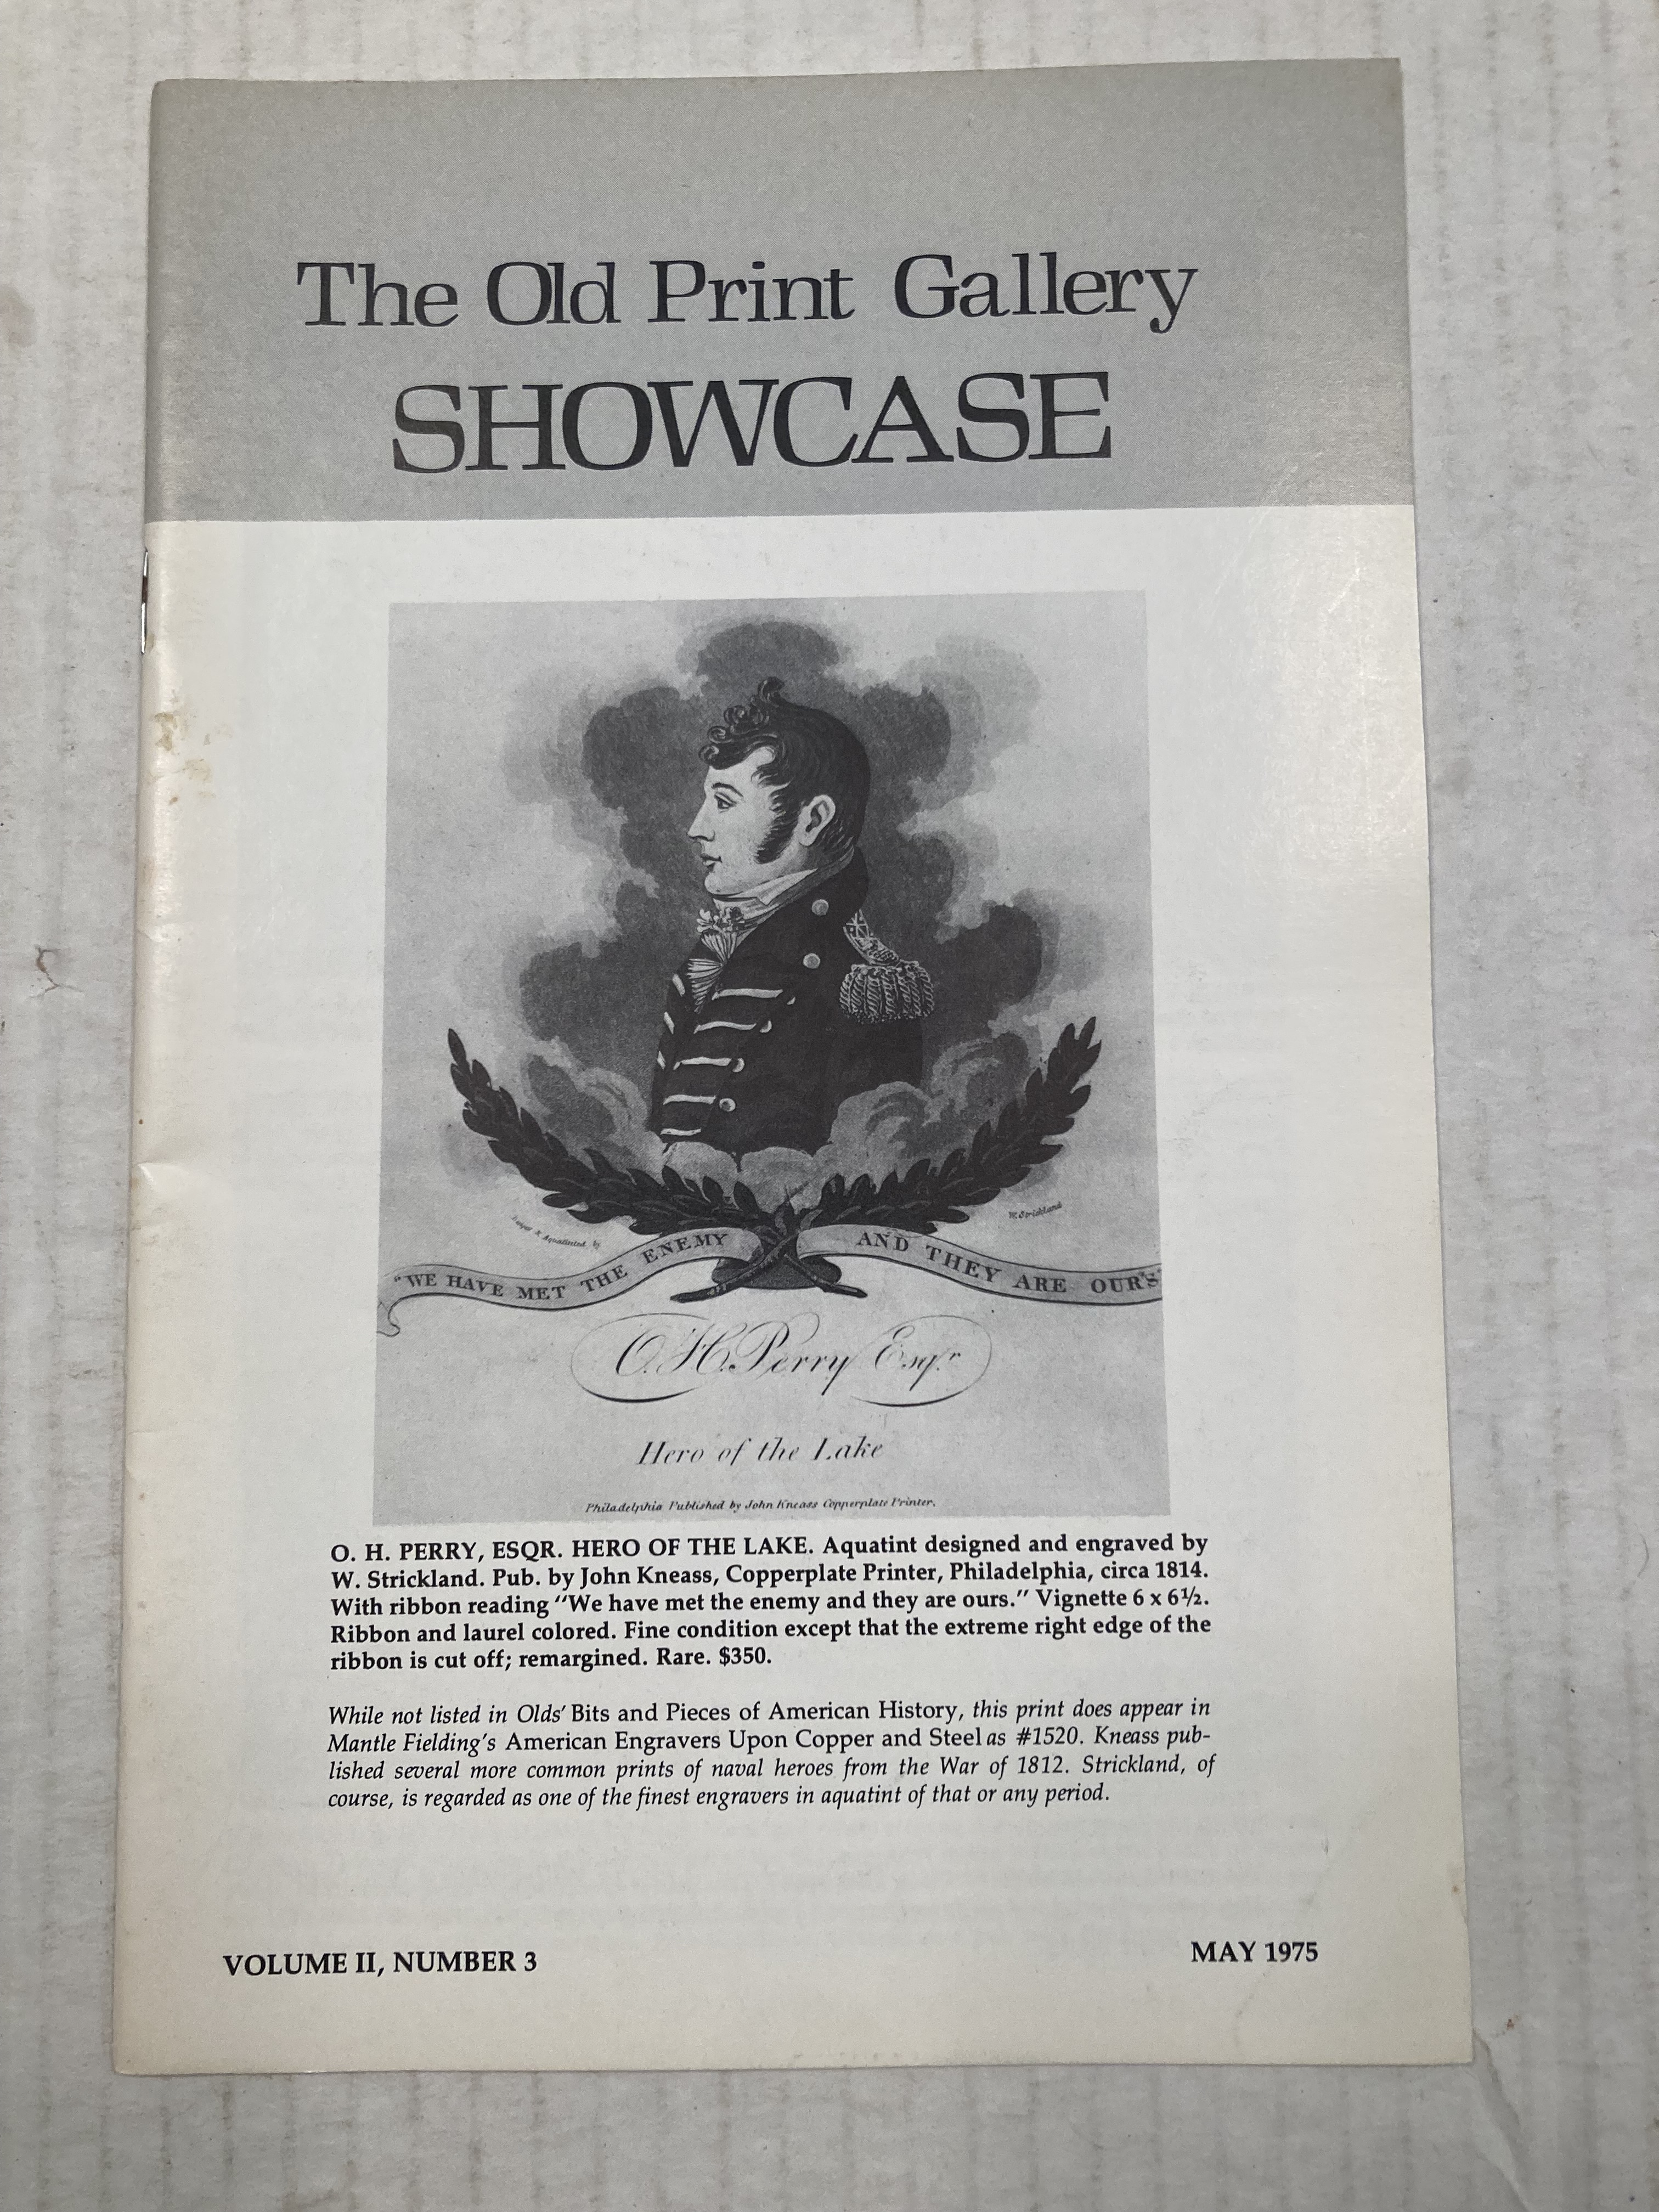 The Old Print Gallery
SHOWCASE
W. Strickland
"WE HAVE MET THE ENEMY AND THEY ARE OURS"
O.H. Perry Esqr.
Hero of the Lake
Philadelphia Published by John Kneass Copperplate Printer.
O. H. PERRY, ESQR. HERO OF THE LAKE. Aquatint designed and engraved by
W. Strickland. Pub. by John Kneass, Copperplate Printer, Philadelphia, circa 1814.
With ribbon reading "We have met the enemy and they are ours." Vignette 6 x 6½.
Ribbon and laurel colored. Fine condition except that the extreme right edge of the
ribbon is cut off; remargined. Rare. $350.
While not listed in Olds' Bits and Pieces of American History, this print does appear in
Mantle Fielding's American Engravers Upon Copper and Steel as #1520. Kneass pub-
lished several more common prints of naval heroes from the War of 1812. Strickland, of
course, is regarded as one of the finest engravers in aquatint of that or any period.
VOLUME II, NUMBER 3
MAY 1975